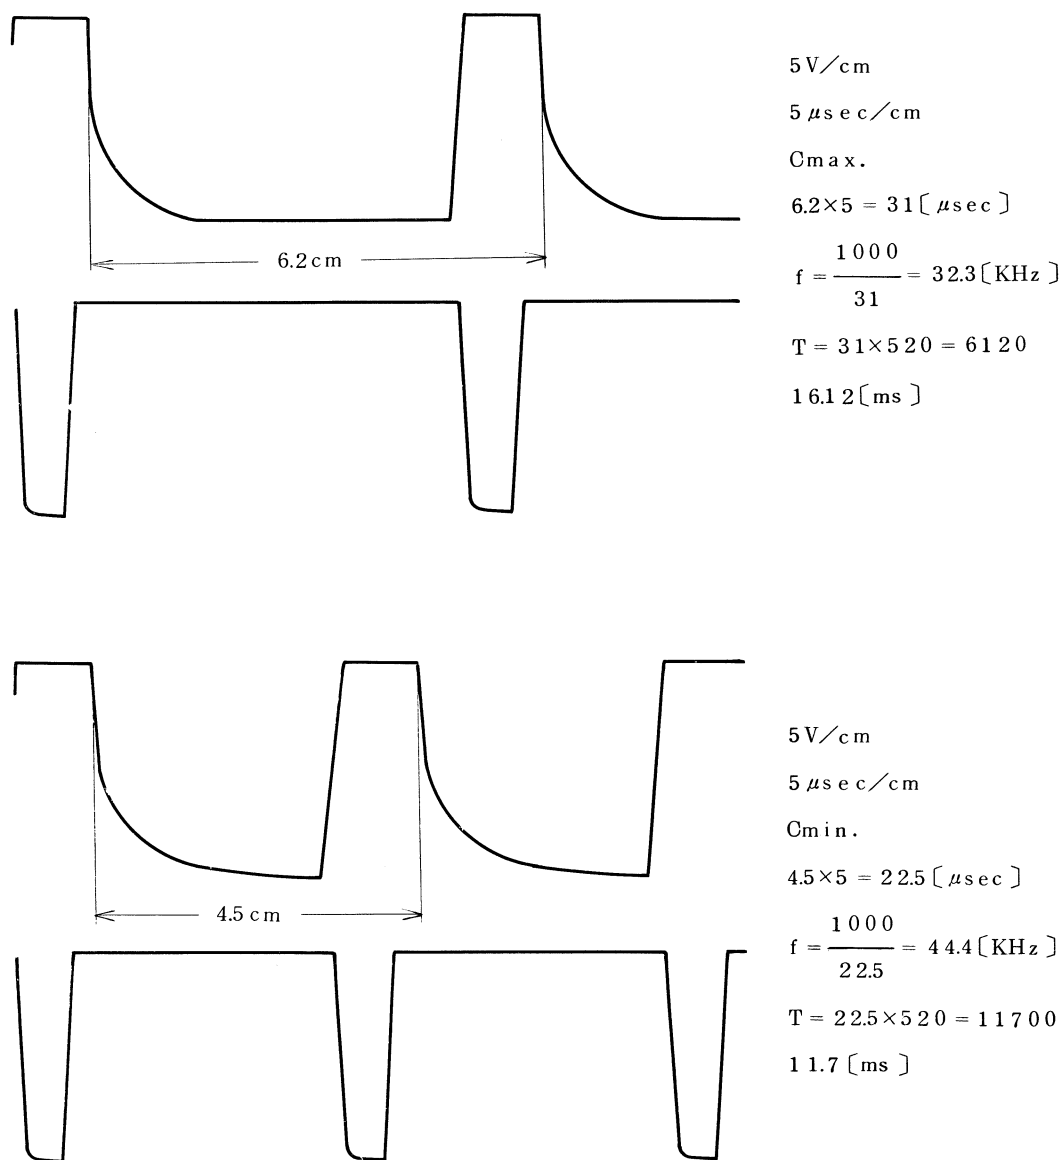 5V/cm
5μsec/cm
Cmax.
6.2×5=31〔μsec〕
6.2cm
f=1000/31=32.3〔KHz〕
T=31×520=6120
16.12〔ms〕
5V/cm
5μsec/cm
Cmin.
4.5×5=22.5〔μsec〕
4.5cm
f=1000/22.5=44.4〔KHz〕
T=22.5×520=11700
11.7〔ms〕